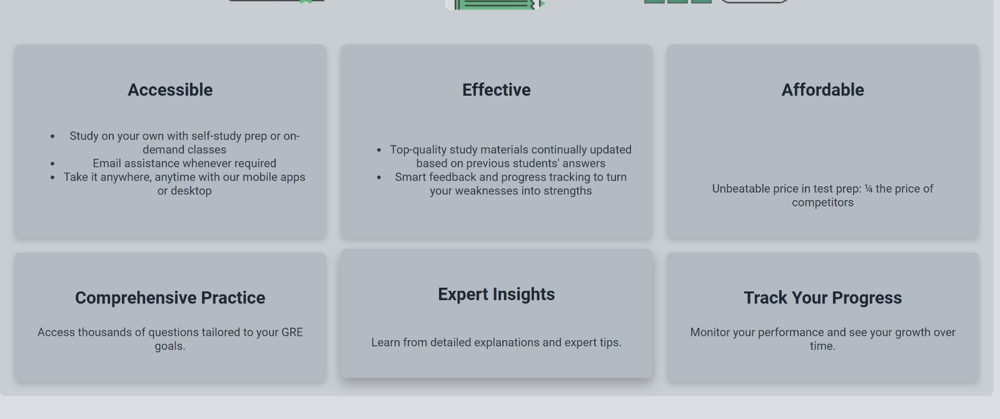 Accessible
• Study on your own with self-study prep or on-
demand classes
• Email assistance whenever required
• Take it anywhere, anytime with our mobile apps
or desktop
Effective
• Top-quality study materials continually updated
based on previous students' answers
• Smart feedback and progress tracking to turn
your weaknesses into strengths
Affordable
Unbeatable price in test prep: ¼ the price of
competitors
Comprehensive Practice
Access thousands of questions tailored to your GRE
goals.
Expert Insights
Learn from detailed explanations and expert tips.
Track Your Progress
Monitor your performance and see your growth over
time.